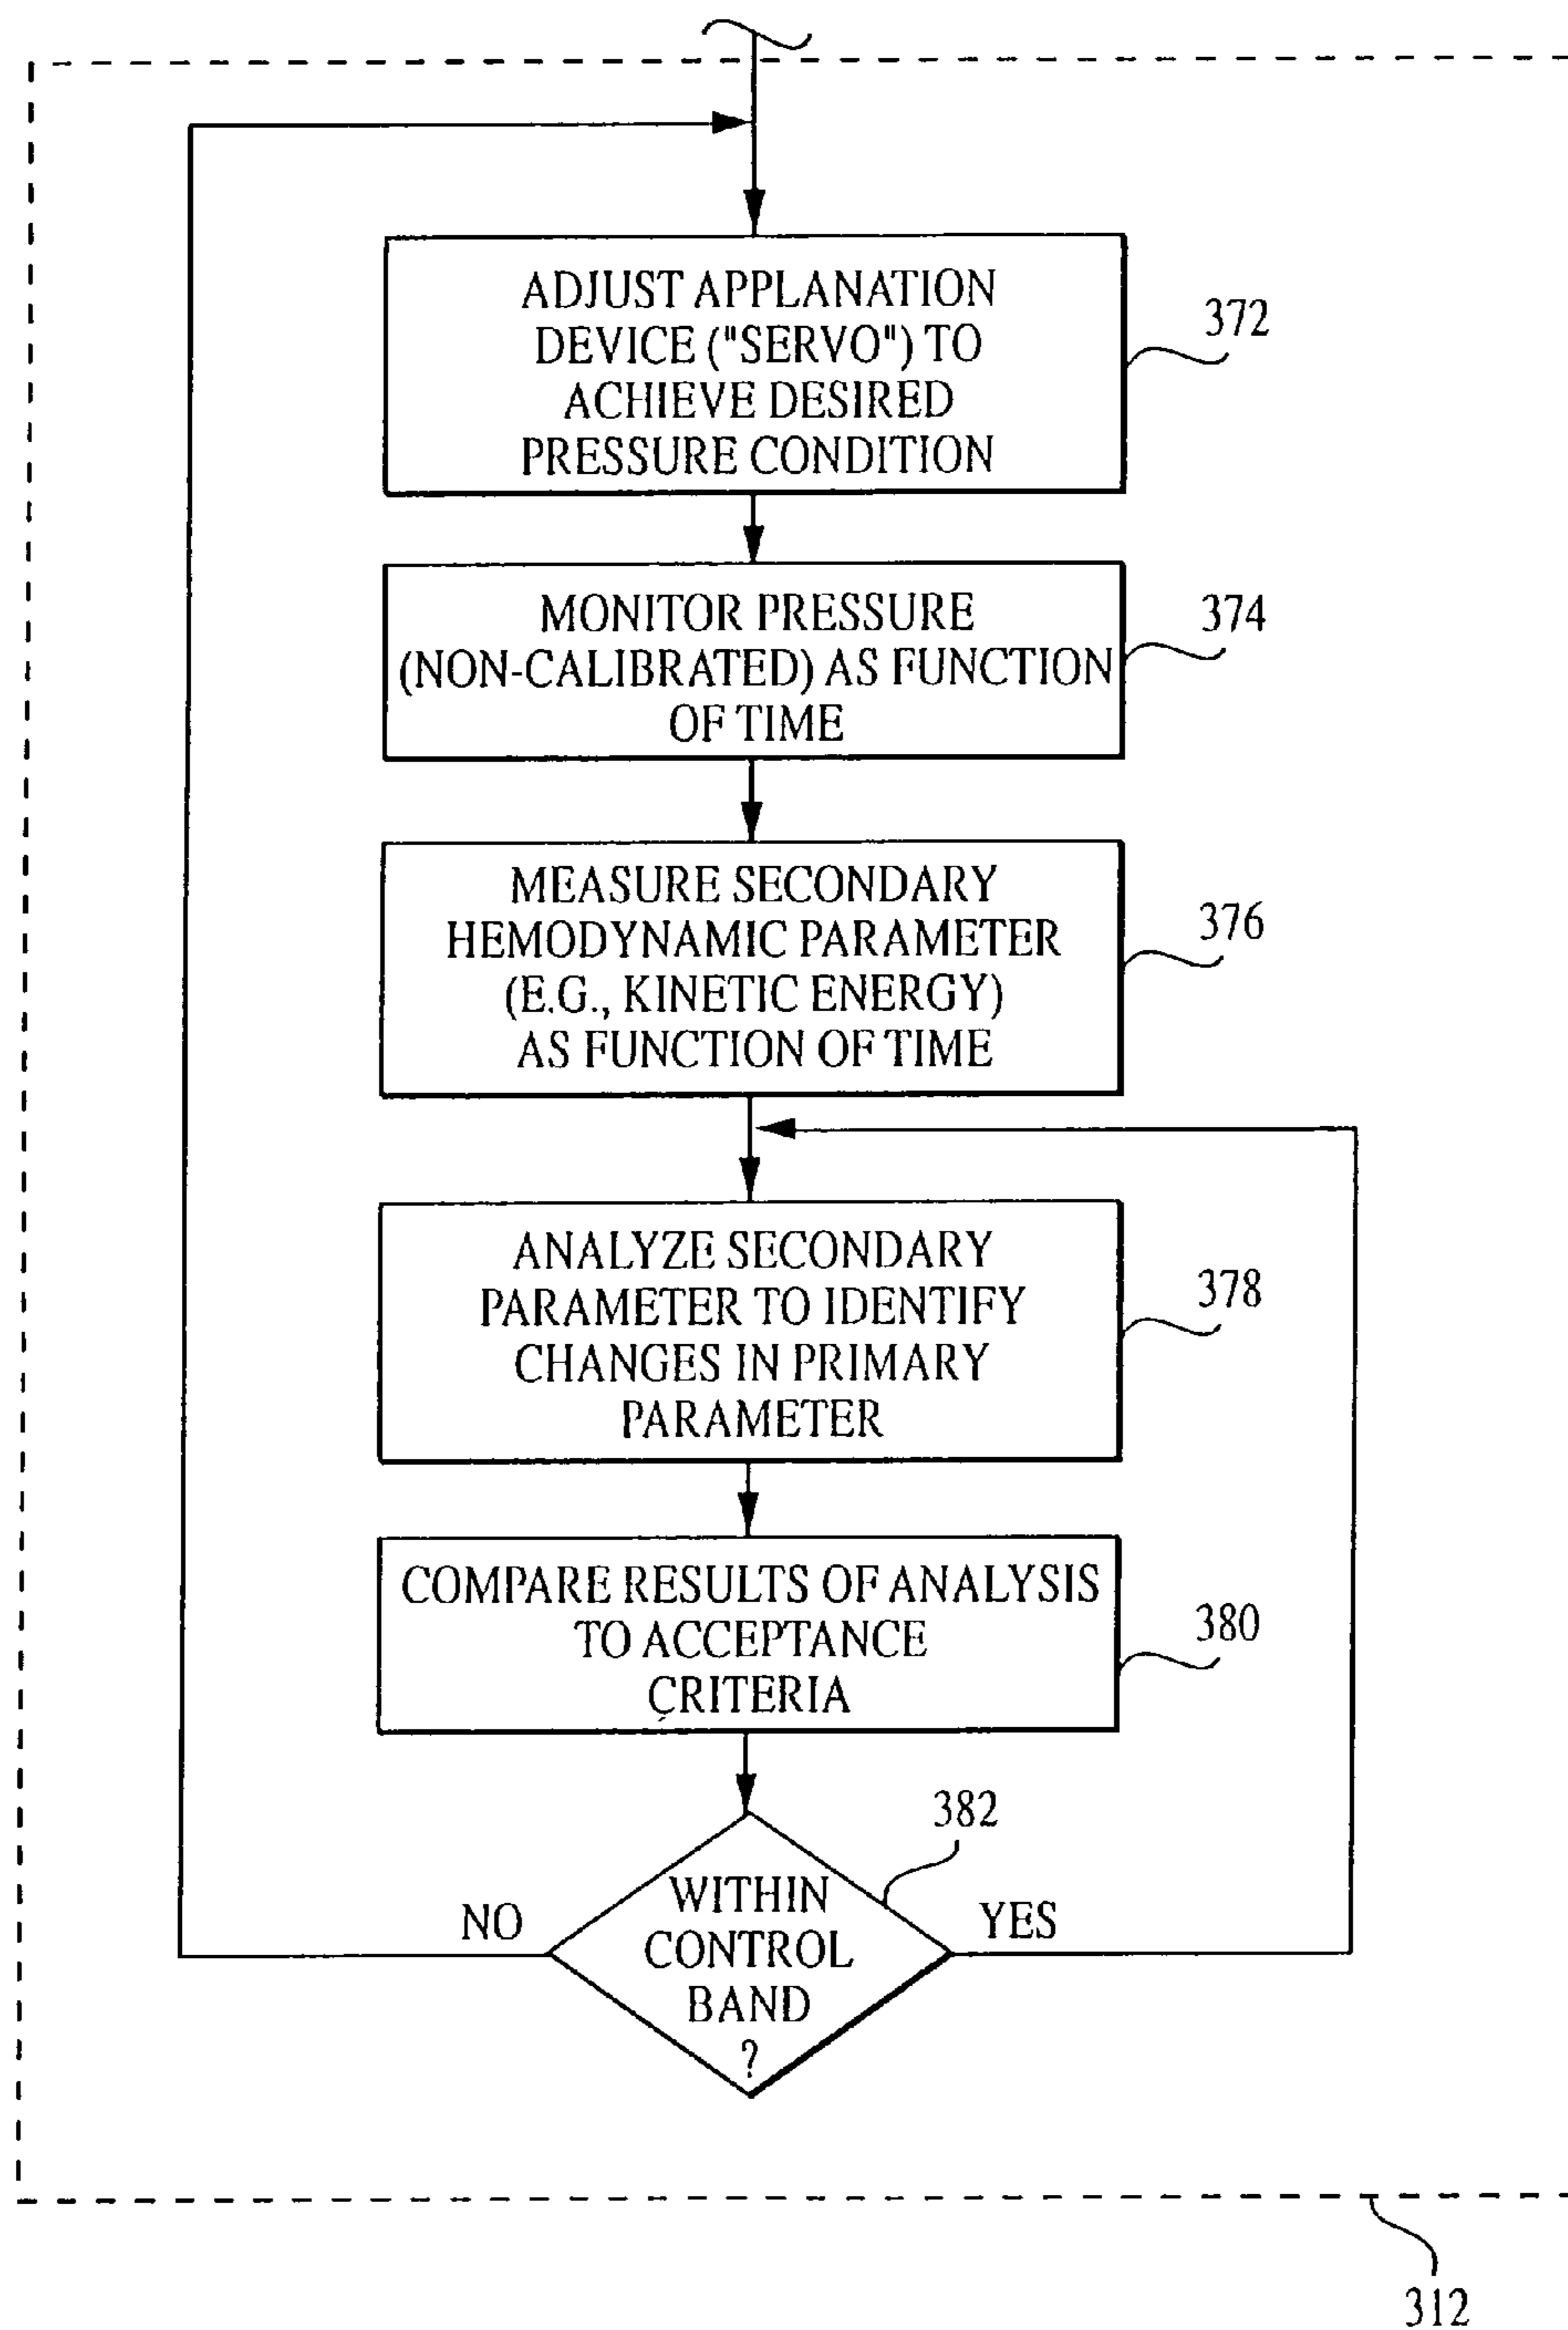 ADJUST APPLANATION
DEVICE ("SERVO") TO
ACHIEVE DESIRED
PRESSURE CONDITION
372
MONITOR PRESSURE
(NON-CALIBRATED) AS FUNCTION
OF TIME
374
MEASURE SECONDARY
HEMODYNAMIC PARAMETER
(E.G., KINETIC ENERGY)
AS FUNCTION OF TIME
376
ANALYZE SECONDARY
PARAMETER TO IDENTIFY
CHANGES IN PRIMARY
PARAMETER
378
COMPARE RESULTS OF ANALYSIS
TO ACCEPTANCE
CRITERIA
380
382
WITHIN
CONTROL
BAND
?
NO
YES
312